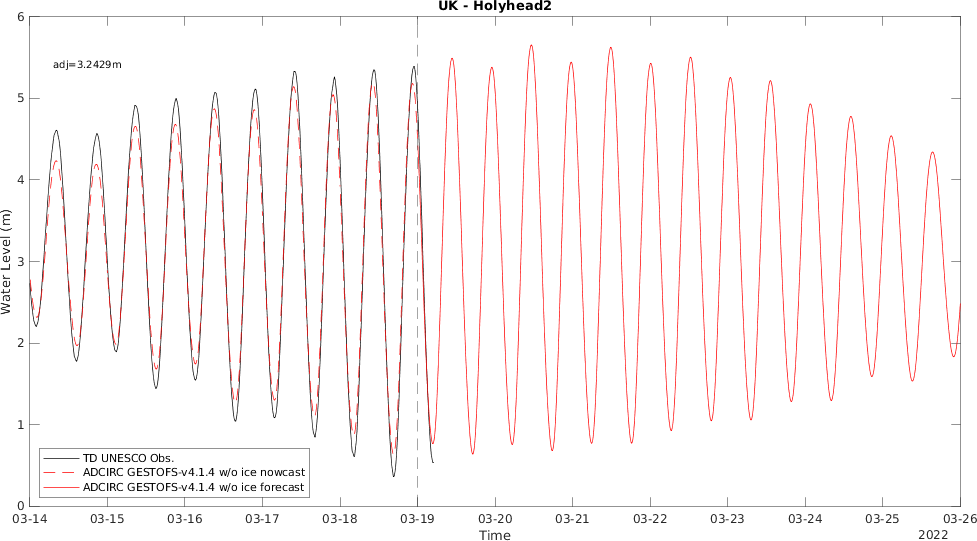 UK - Holyhead2
adj=3.2429m
6
5
4
3
2
1
0
Water Level (m)
TD UNESCO Obs.
ADCIRC GESTOFS-v4.1.4 w/o ice nowcast
ADCIRC GESTOFS-v4.1.4 w/o ice forecast
03-14 03-15 03-16 03-17 03-18 03-19 03-20 03-21 03-22 03-23 03-24 03-25 03-26
Time
2022